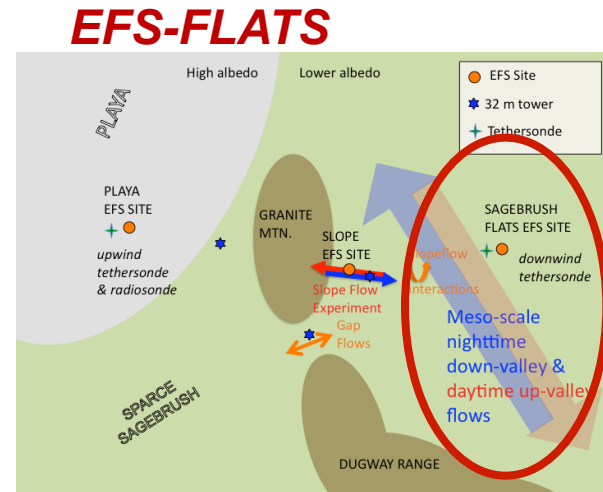 EFS-FLATS
High albedo
Lower albedo
EFS Site
32 m tower
Tethersonde
PLAYA
PLAYA
EFS SITE
upwind
tethersonde
& radiosonde
GRANITE
MTN.
SLOPE
EFS SITE
Slope Flow
Experiment
Gap
Flows
Slopeflow
Interactions
SAGEBRUSH
FLATS EFS SITE
downwind
tethersonde
Meso-scale
nighttime
down-valley &
daytime up-valley
flows
SPARCE
SAGEBRUSH
DUGWAY RANGE